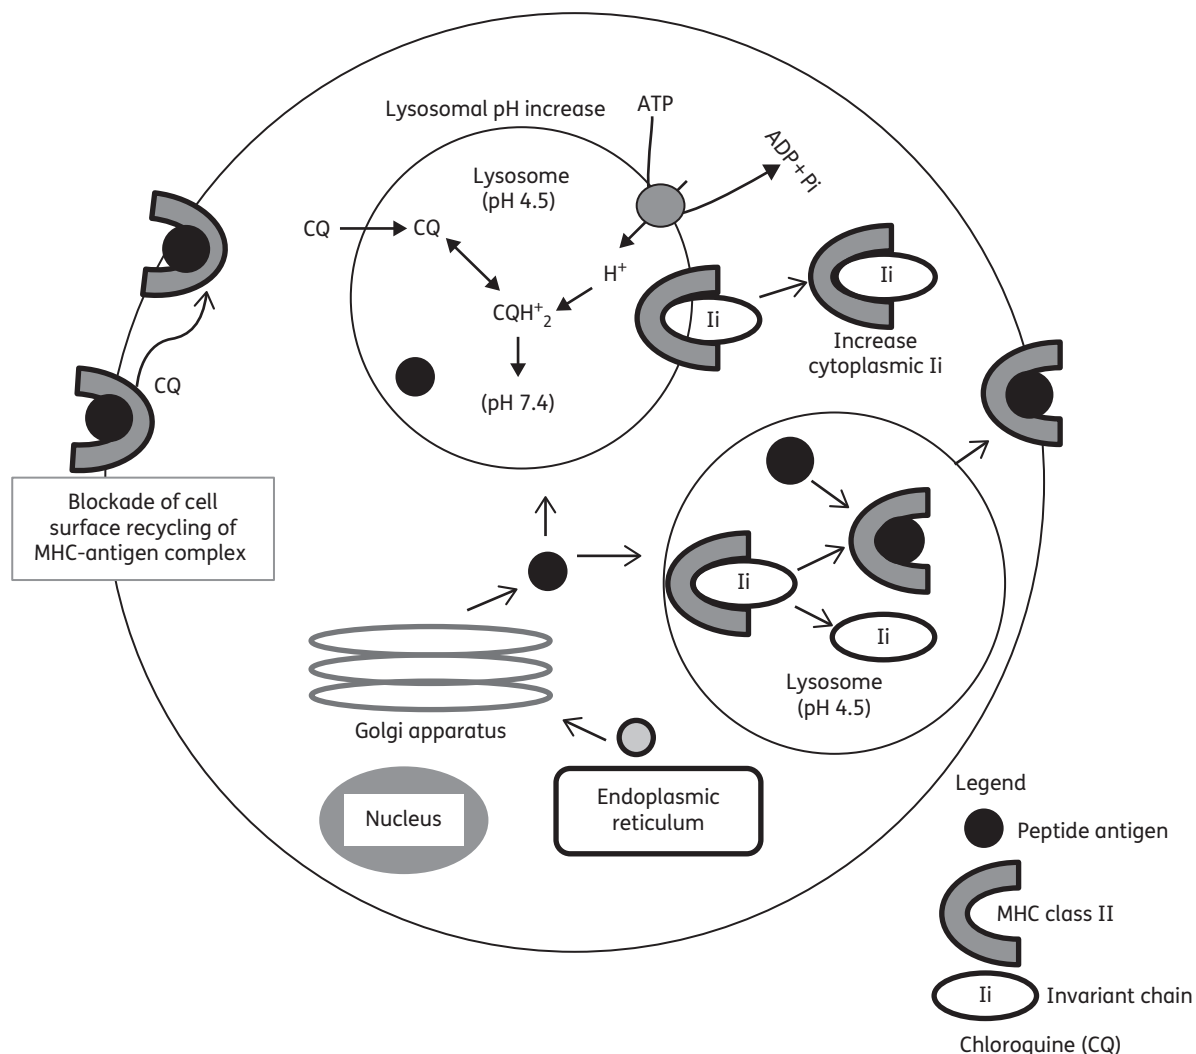 Lysosomal pH increase
ATP
ADP+Pi
Lysosome
(pH 4.5)
CQ
CQ
H⁺
CQH⁺₂
(pH 7.4)
Ii
Ii
Increase
cytoplasmic Ii
CQ
Blockade of cell
surface recycling of
MHC-antigen complex
Ii
Ii
Lysosome
(pH 4.5)
Golgi apparatus
Nucleus
Endoplasmic
reticulum
Legend
Peptide antigen
MHC class II
Ii
Invariant chain
Chloroquine (CQ)